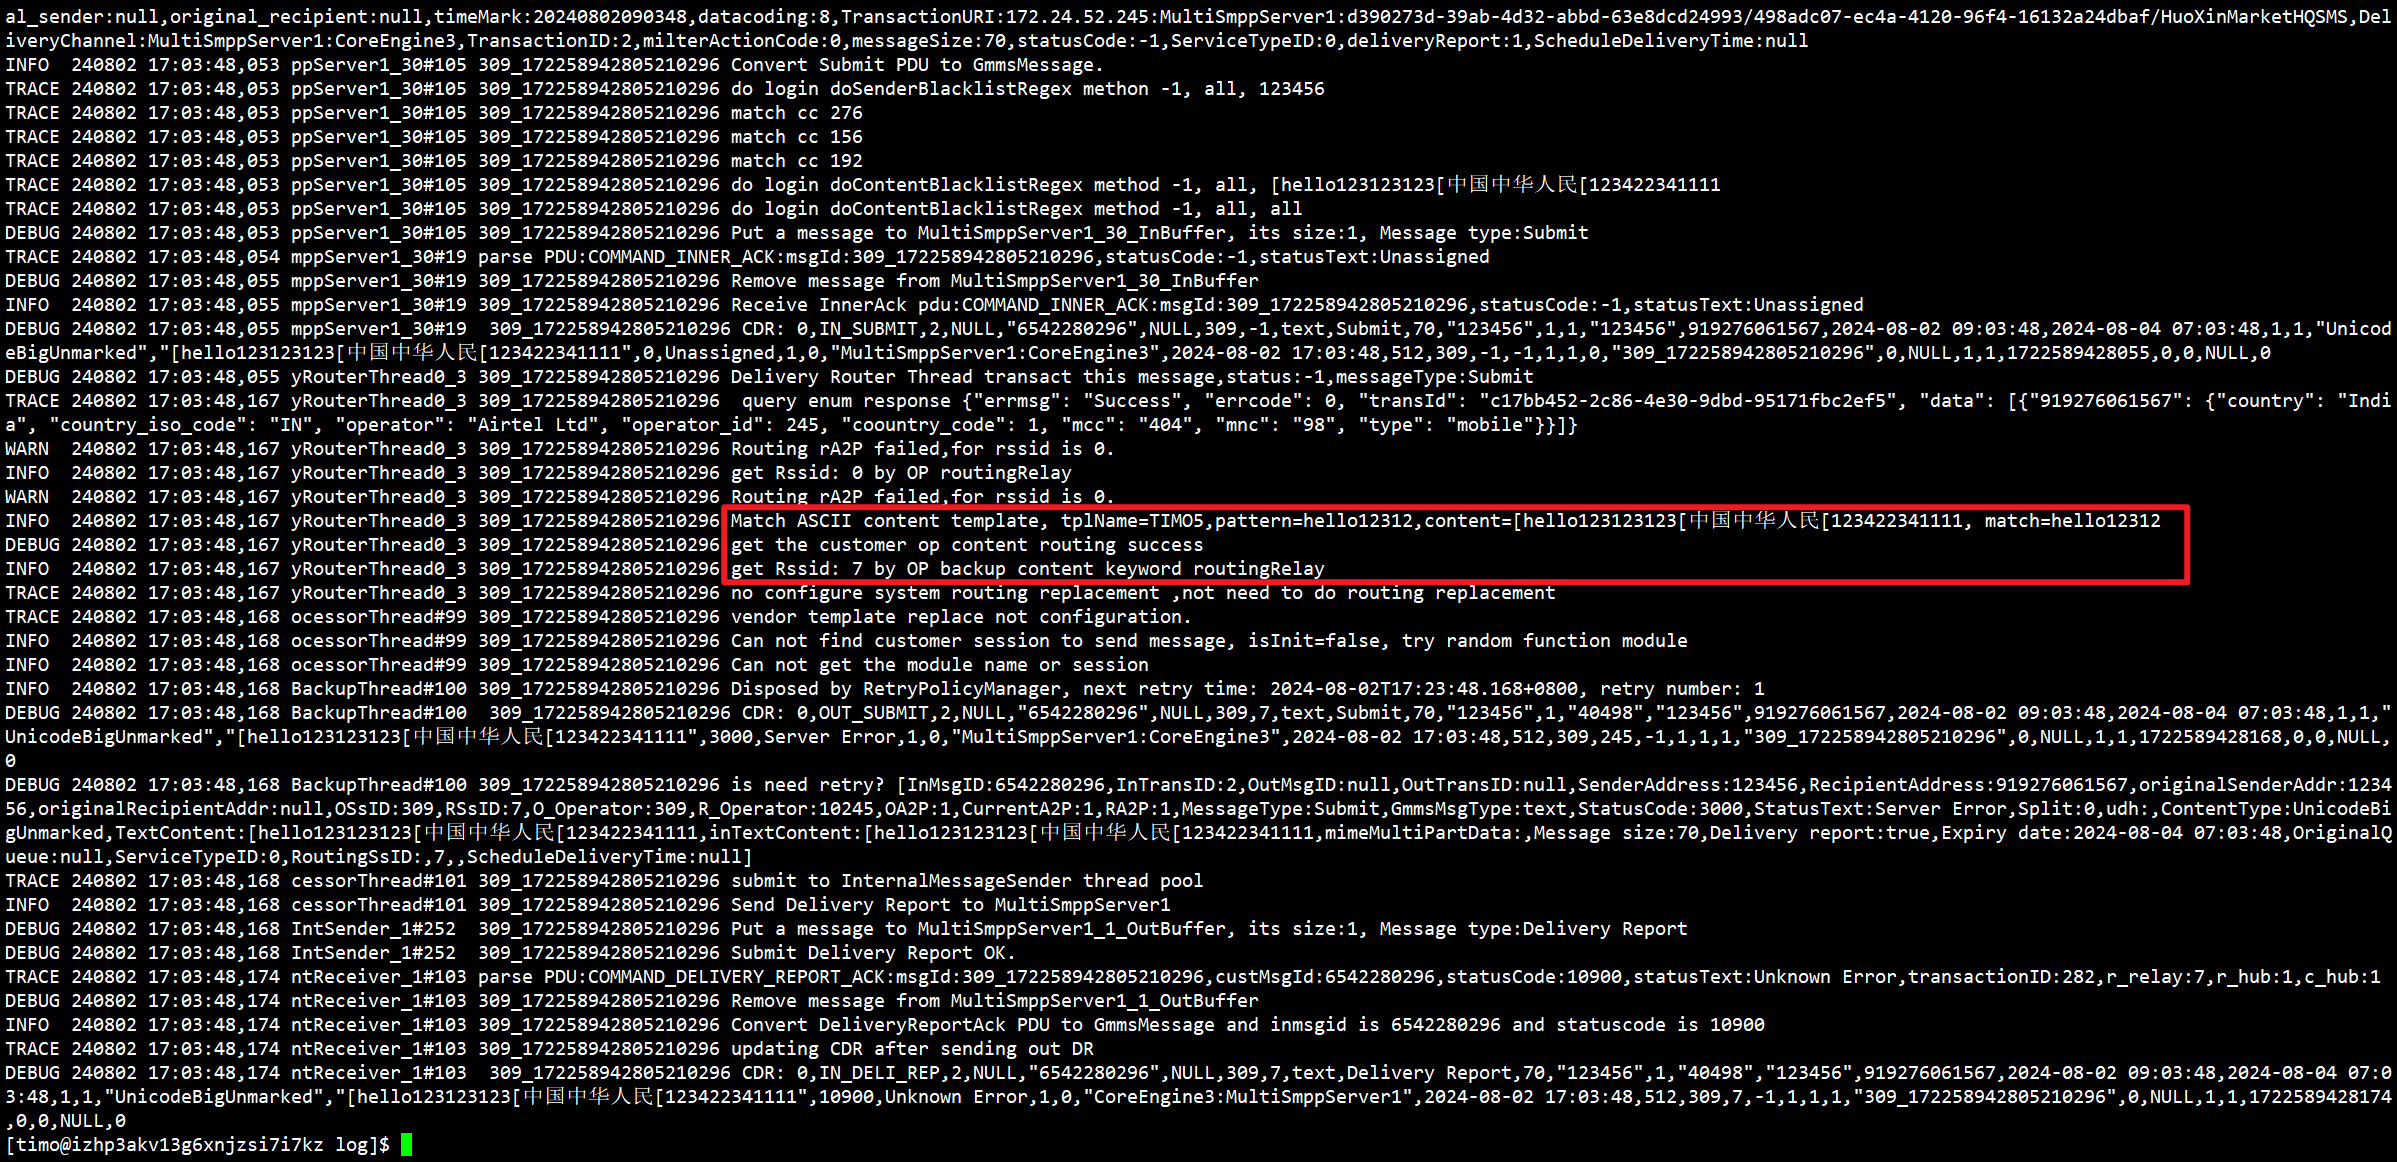 al_sender:null,original_recipient:null,timeMark:20240802090348,datacoding:8,TransactionURI:172.24.52.245:MultiSmppServer1:d390273d-39ab-4d32-abbd-63e8dcd24993/498adc07-ec4a-4120-96f4-16132a24dbaf/HuoXinMarketHQSMS,Del
iveryChannel:MultiSmppServer1:CoreEngine3,TransactionID:2,milterActionCode:0,messageSize:70,statusCode:-1,ServiceTypeID:0,deliveryReport:1,ScheduleDeliveryTime:null
INFO  240802 17:03:48,053 ppServer1_30#105 309_172258942805210296 Convert Submit PDU to GmmsMessage.
TRACE 240802 17:03:48,053 ppServer1_30#105 309_172258942805210296 do login doSenderBlacklistRegex methon -1, all, 123456
TRACE 240802 17:03:48,053 ppServer1_30#105 309_172258942805210296 match cc 276
TRACE 240802 17:03:48,053 ppServer1_30#105 309_172258942805210296 match cc 156
TRACE 240802 17:03:48,053 ppServer1_30#105 309_172258942805210296 match cc 192
TRACE 240802 17:03:48,053 ppServer1_30#105 309_172258942805210296 do login doContentBlacklistRegex method -1, all, [hello123123123[中国中华人民[123422341111
TRACE 240802 17:03:48,053 ppServer1_30#105 309_172258942805210296 do login doContentBlacklistRegex method -1, all, all
DEBUG 240802 17:03:48,053 ppServer1_30#105 309_172258942805210296 Put a message to MultiSmppServer1_30_InBuffer, its size:1, Message type:Submit
TRACE 240802 17:03:48,054 mppServer1_30#19 parse PDU:COMMAND_INNER_ACK:msgId:309_172258942805210296,statusCode:-1,statusText:Unassigned
DEBUG 240802 17:03:48,055 mppServer1_30#19 309_172258942805210296 Remove message from MultiSmppServer1_30_InBuffer
INFO  240802 17:03:48,055 mppServer1_30#19 309_172258942805210296 Receive InnerAck pdu:COMMAND_INNER_ACK:msgId:309_172258942805210296,statusCode:-1,statusText:Unassigned
DEBUG 240802 17:03:48,055 mppServer1_30#19  309_172258942805210296 CDR: 0,IN_SUBMIT,2,NULL,"6542280296",NULL,309,-1,text,Submit,70,"123456",1,1,"123456",919276061567,2024-08-02 09:03:48,2024-08-04 07:03:48,1,1,"Unicod
eBigUnmarked","[hello123123123[中国中华人民[123422341111",0,Unassigned,1,0,"MultiSmppServer1:CoreEngine3",2024-08-02 17:03:48,512,309,-1,-1,1,1,0,"309_172258942805210296",0,NULL,1,1,1722589428055,0,0,NULL,0
DEBUG 240802 17:03:48,055 yRouterThread0_3 309_172258942805210296 Delivery Router Thread transact this message,status:-1,messageType:Submit
TRACE 240802 17:03:48,167 yRouterThread0_3 309_172258942805210296  query enum response {"errmsg": "Success", "errcode": 0, "transId": "c17bb452-2c86-4e30-9dbd-95171fbc2ef5", "data": [{"919276061567": {"country": "Indi
a", "country_iso_code": "IN", "operator": "Airtel Ltd", "operator_id": 245, "coountry_code": 1, "mcc": "404", "mnc": "98", "type": "mobile"}}]}
WARN  240802 17:03:48,167 yRouterThread0_3 309_172258942805210296 Routing rA2P failed,for rssid is 0.
INFO  240802 17:03:48,167 yRouterThread0_3 309_172258942805210296 get Rssid: 0 by OP routingRelay
WARN  240802 17:03:48,167 yRouterThread0_3 309_172258942805210296 Routing rA2P failed,for rssid is 0.
INFO  240802 17:03:48,167 yRouterThread0_3 309_172258942805210296 Match ASCII content template, tplName=TIMO5,pattern=hello12312,content=[hello123123123[中国中华人民[123422341111, match=hello12312
DEBUG 240802 17:03:48,167 yRouterThread0_3 309_172258942805210296 get the customer op content routing success
INFO  240802 17:03:48,167 yRouterThread0_3 309_172258942805210296 get Rssid: 7 by OP backup content keyword routingRelay
TRACE 240802 17:03:48,167 yRouterThread0_3 309_172258942805210296 no configure system routing replacement ,not need to do routing replacement
TRACE 240802 17:03:48,168 ocessorThread#99 309_172258942805210296 vendor template replace not configuration.
INFO  240802 17:03:48,168 ocessorThread#99 309_172258942805210296 Can not find customer session to send message, isInit=false, try random function module
INFO  240802 17:03:48,168 ocessorThread#99 309_172258942805210296 Can not get the module name or session
INFO  240802 17:03:48,168 BackupThread#100 309_172258942805210296 Disposed by RetryPolicyManager, next retry time: 2024-08-02T17:23:48.168+0800, retry number: 1
DEBUG 240802 17:03:48,168 BackupThread#100  309_172258942805210296 CDR: 0,OUT_SUBMIT,2,NULL,"6542280296",NULL,309,7,text,Submit,70,"123456",1,"40498","123456",919276061567,2024-08-02 09:03:48,2024-08-04 07:03:48,1,1,"
UnicodeBigUnmarked","[hello123123123[中国中华人民[123422341111",3000,Server Error,1,0,"MultiSmppServer1:CoreEngine3",2024-08-02 17:03:48,512,309,245,-1,1,1,1,"309_172258942805210296",0,NULL,1,1,1722589428168,0,0,NULL,
0
DEBUG 240802 17:03:48,168 BackupThread#100 309_172258942805210296 is need retry? [InMsgID:6542280296,InTransID:2,OutMsgID:null,OutTransID:null,SenderAddress:123456,RecipientAddress:919276061567,originalSenderAddr:1234
56,originalRecipientAddr:null,OSsID:309,RSsID:7,O_Operator:309,R_Operator:10245,OA2P:1,CurrentA2P:1,RA2P:1,MessageType:Submit,GmmsMsgType:text,StatusCode:3000,StatusText:Server Error,Split:0,udh:,ContentType:UnicodeBi
gUnmarked,TextContent:[hello123123123[中国中华人民[123422341111,inTextContent:[hello123123123[中国中华人民[123422341111,mimeMultiPartData:,Message size:70,Delivery report:true,Expiry date:2024-08-04 07:03:48,OriginalQ
ueue:null,ServiceTypeID:0,RoutingSsID:,7,,ScheduleDeliveryTime:null]
TRACE 240802 17:03:48,168 cessorThread#101 309_172258942805210296 submit to InternalMessageSender thread pool
INFO  240802 17:03:48,168 cessorThread#101 309_172258942805210296 Send Delivery Report to MultiSmppServer1
DEBUG 240802 17:03:48,168 IntSender_1#252  309_172258942805210296 Put a message to MultiSmppServer1_1_OutBuffer, its size:1, Message type:Delivery Report
DEBUG 240802 17:03:48,168 IntSender_1#252  309_172258942805210296 Submit Delivery Report OK.
TRACE 240802 17:03:48,174 ntReceiver_1#103 parse PDU:COMMAND_DELIVERY_REPORT_ACK:msgId:309_172258942805210296,custMsgId:6542280296,statusCode:10900,statusText:Unknown Error,transactionID:282,r_relay:7,r_hub:1,c_hub:1
DEBUG 240802 17:03:48,174 ntReceiver_1#103 309_172258942805210296 Remove message from MultiSmppServer1_1_OutBuffer
INFO  240802 17:03:48,174 ntReceiver_1#103 309_172258942805210296 Convert DeliveryReportAck PDU to GmmsMessage and inmsgid is 6542280296 and statuscode is 10900
TRACE 240802 17:03:48,174 ntReceiver_1#103 309_172258942805210296 updating CDR after sending out DR
DEBUG 240802 17:03:48,174 ntReceiver_1#103  309_172258942805210296 CDR: 0,IN_DELI_REP,2,NULL,"6542280296",NULL,309,7,text,Delivery Report,70,"123456",1,"40498","123456",919276061567,2024-08-02 09:03:48,2024-08-04 07:0
3:48,1,1,"UnicodeBigUnmarked","[hello123123123[中国中华人民[123422341111",10900,Unknown Error,1,0,"CoreEngine3:MultiSmppServer1",2024-08-02 17:03:48,512,309,7,-1,1,1,1,"309_172258942805210296",0,NULL,1,1,1722589428174
,0,0,NULL,0
[timo@izhp3akv13g6xnjzsi7i7kz log]$